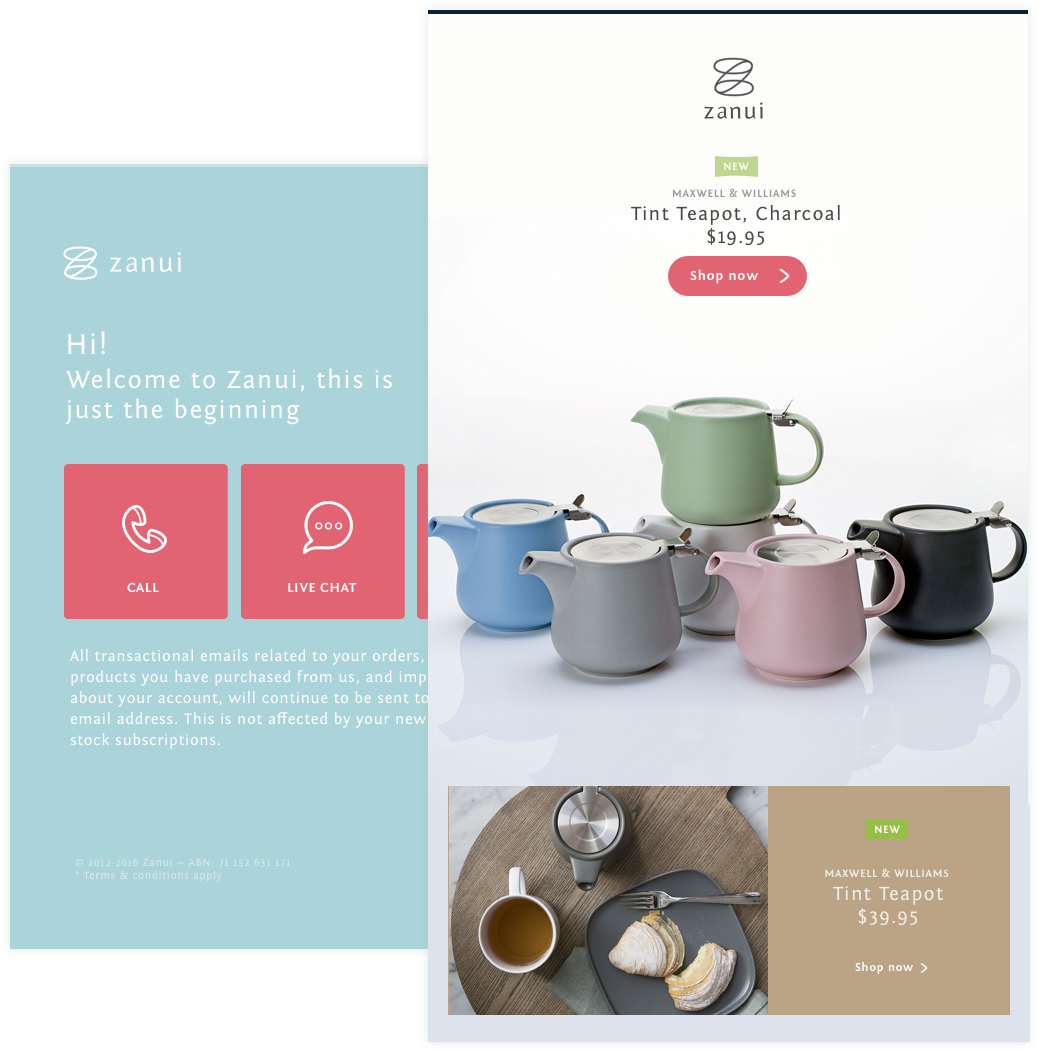 zanui
Hi!
Welcome to Zanui, this is
just the beginning
CALL
LIVE CHAT
All transactional emails related to your orders,
products you have purchased from us, and imp
about your account, will continue to be sent to
email address. This is not affected by your new
stock subscriptions.
© 2012-2016 Zanui – ABN: 71 152 631 171
* Terms & conditions apply
zanui
NEW
MAXWELL & WILLIAMS
Tint Teapot, Charcoal
$19.95
Shop now
NEW
MAXWELL & WILLIAMS
Tint Teapot
$39.95
Shop now